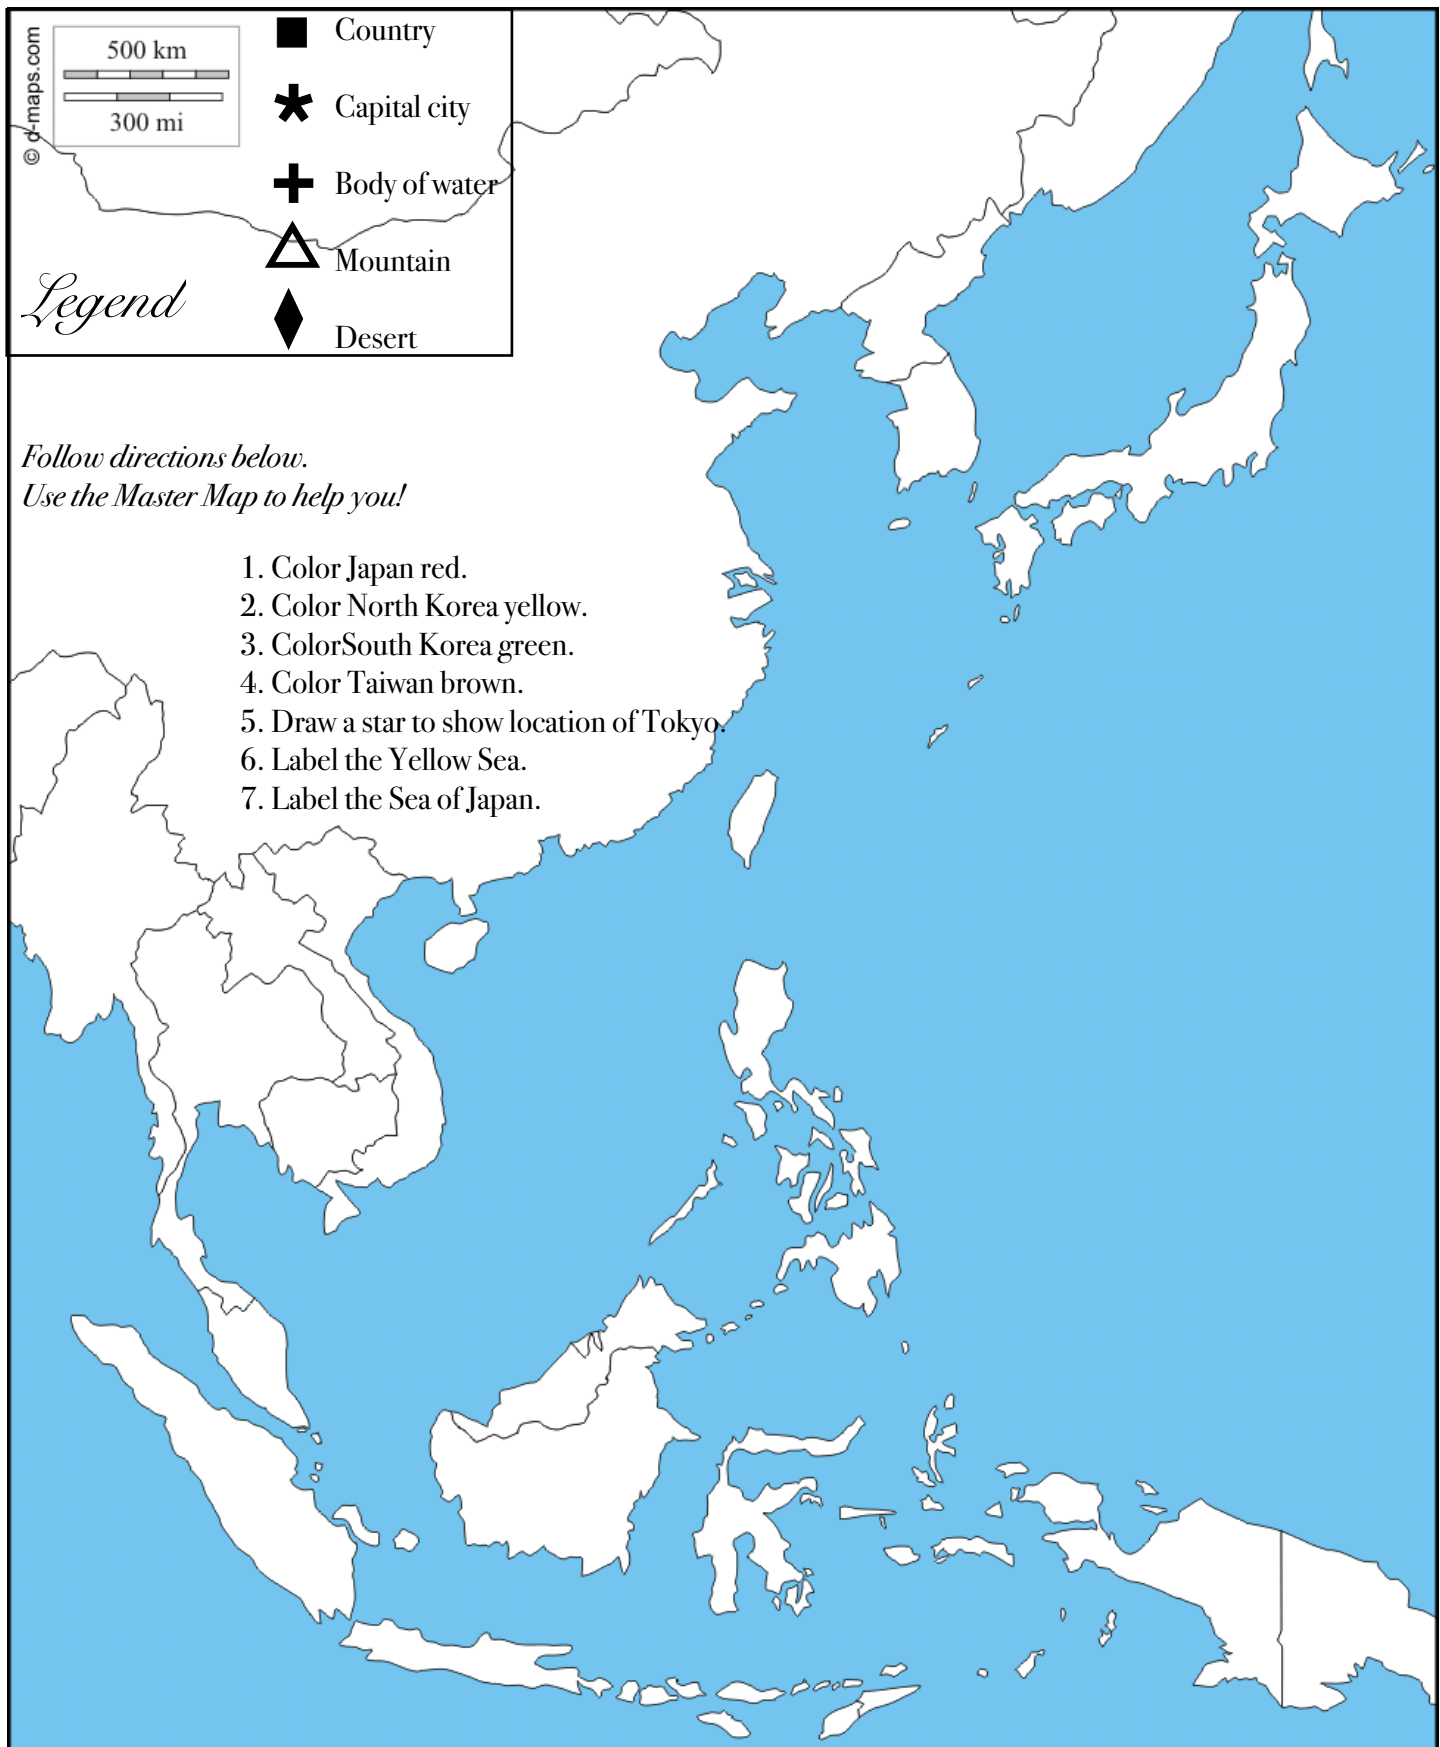 © d-maps.com
500 km
300 mi
Country
Capital city
Body of water
Mountain
Desert
Legend
Follow directions below.
Use the Master Map to help you!
1. Color Japan red.
2. Color North Korea yellow.
3. ColorSouth Korea green.
4. Color Taiwan brown.
5. Draw a star to show location of Tokyo.
6. Label the Yellow Sea.
7. Label the Sea of Japan.